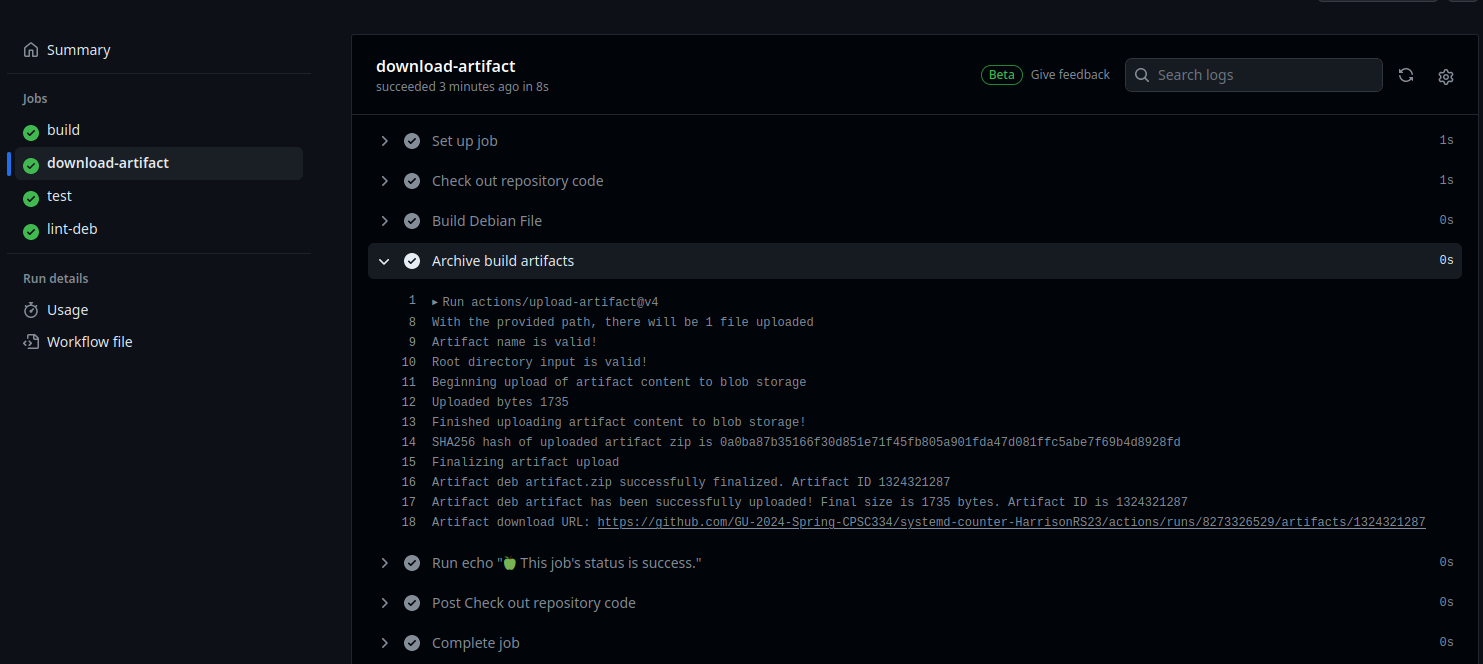 Summary
Jobs
build
download-artifact
test
lint-deb
Run details
Usage
Workflow file
download-artifact
succeeded 3 minutes ago in 8s
Beta Give feedback
Search logs
Set up job 1s
Check out repository code 1s
Build Debian File 0s
Archive build artifacts 0s
1 Run actions/upload-artifact@v4
8 With the provided path, there will be 1 file uploaded
9 Artifact name is valid!
10 Root directory input is valid!
11 Beginning upload of artifact content to blob storage
12 Uploaded bytes 1735
13 Finished uploading artifact content to blob storage!
14 SHA256 hash of uploaded artifact zip is 0a0ba87b35166f30d851e71f45fb805a901fda47d081ffc5abe7f69b4d8928fd
15 Finalizing artifact upload
16 Artifact deb artifact.zip successfully finalized. Artifact ID 1324321287
17 Artifact deb artifact has been successfully uploaded! Final size is 1735 bytes. Artifact ID is 1324321287
18 Artifact download URL: https://github.com/GU-2024-Spring-CPSC334/systemd-counter-HarrisonRS23/actions/runs/8273326529/artifacts/1324321287
Run echo "🍏 This job's status is success." 0s
Post Check out repository code 0s
Complete job 0s